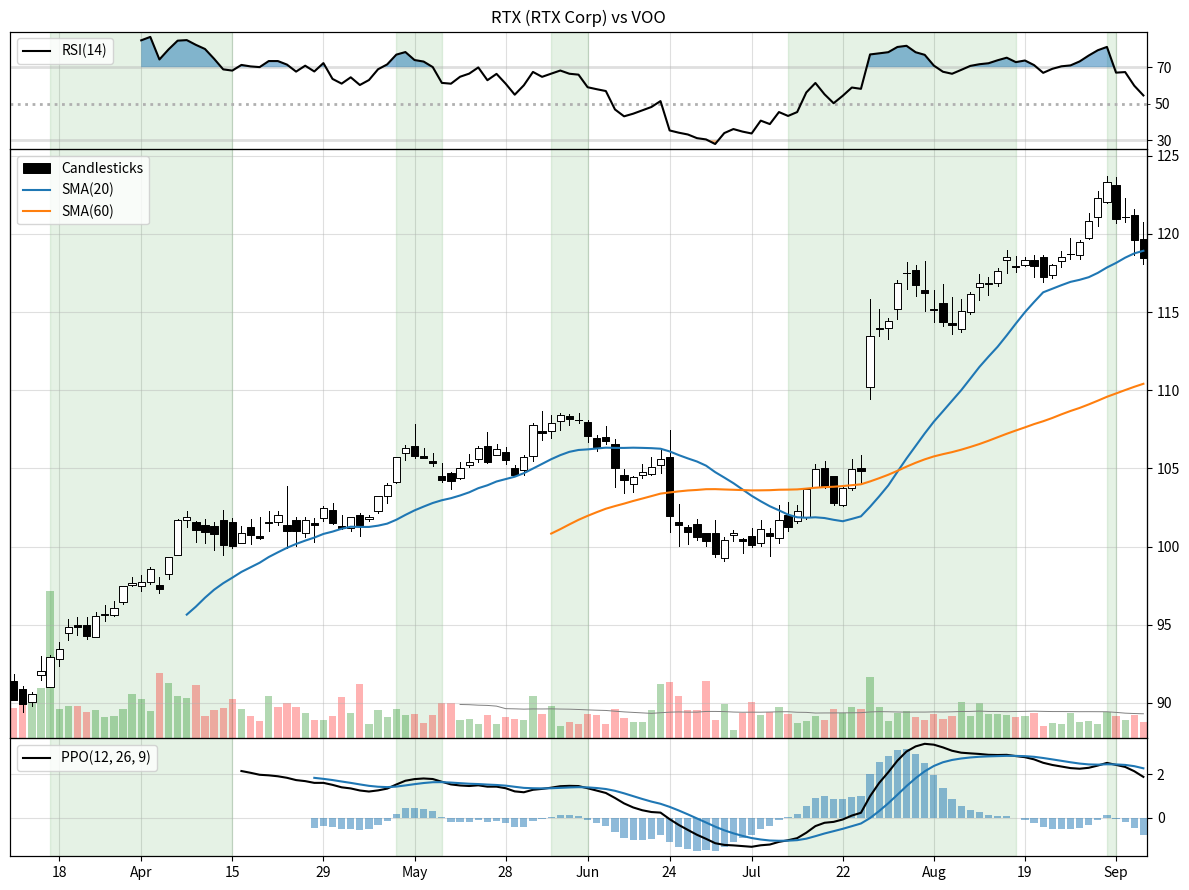 RTX (RTX Corp) vs VOO
RSI(14)
70
50
30
Candlesticks
SMA(20)
SMA(60)
125
120
115
110
105
100
95
90
PPO(12, 26, 9)
2
0
18 Apr 15 29 May 28 Jun 24 Jul 22 Aug 19 Sep